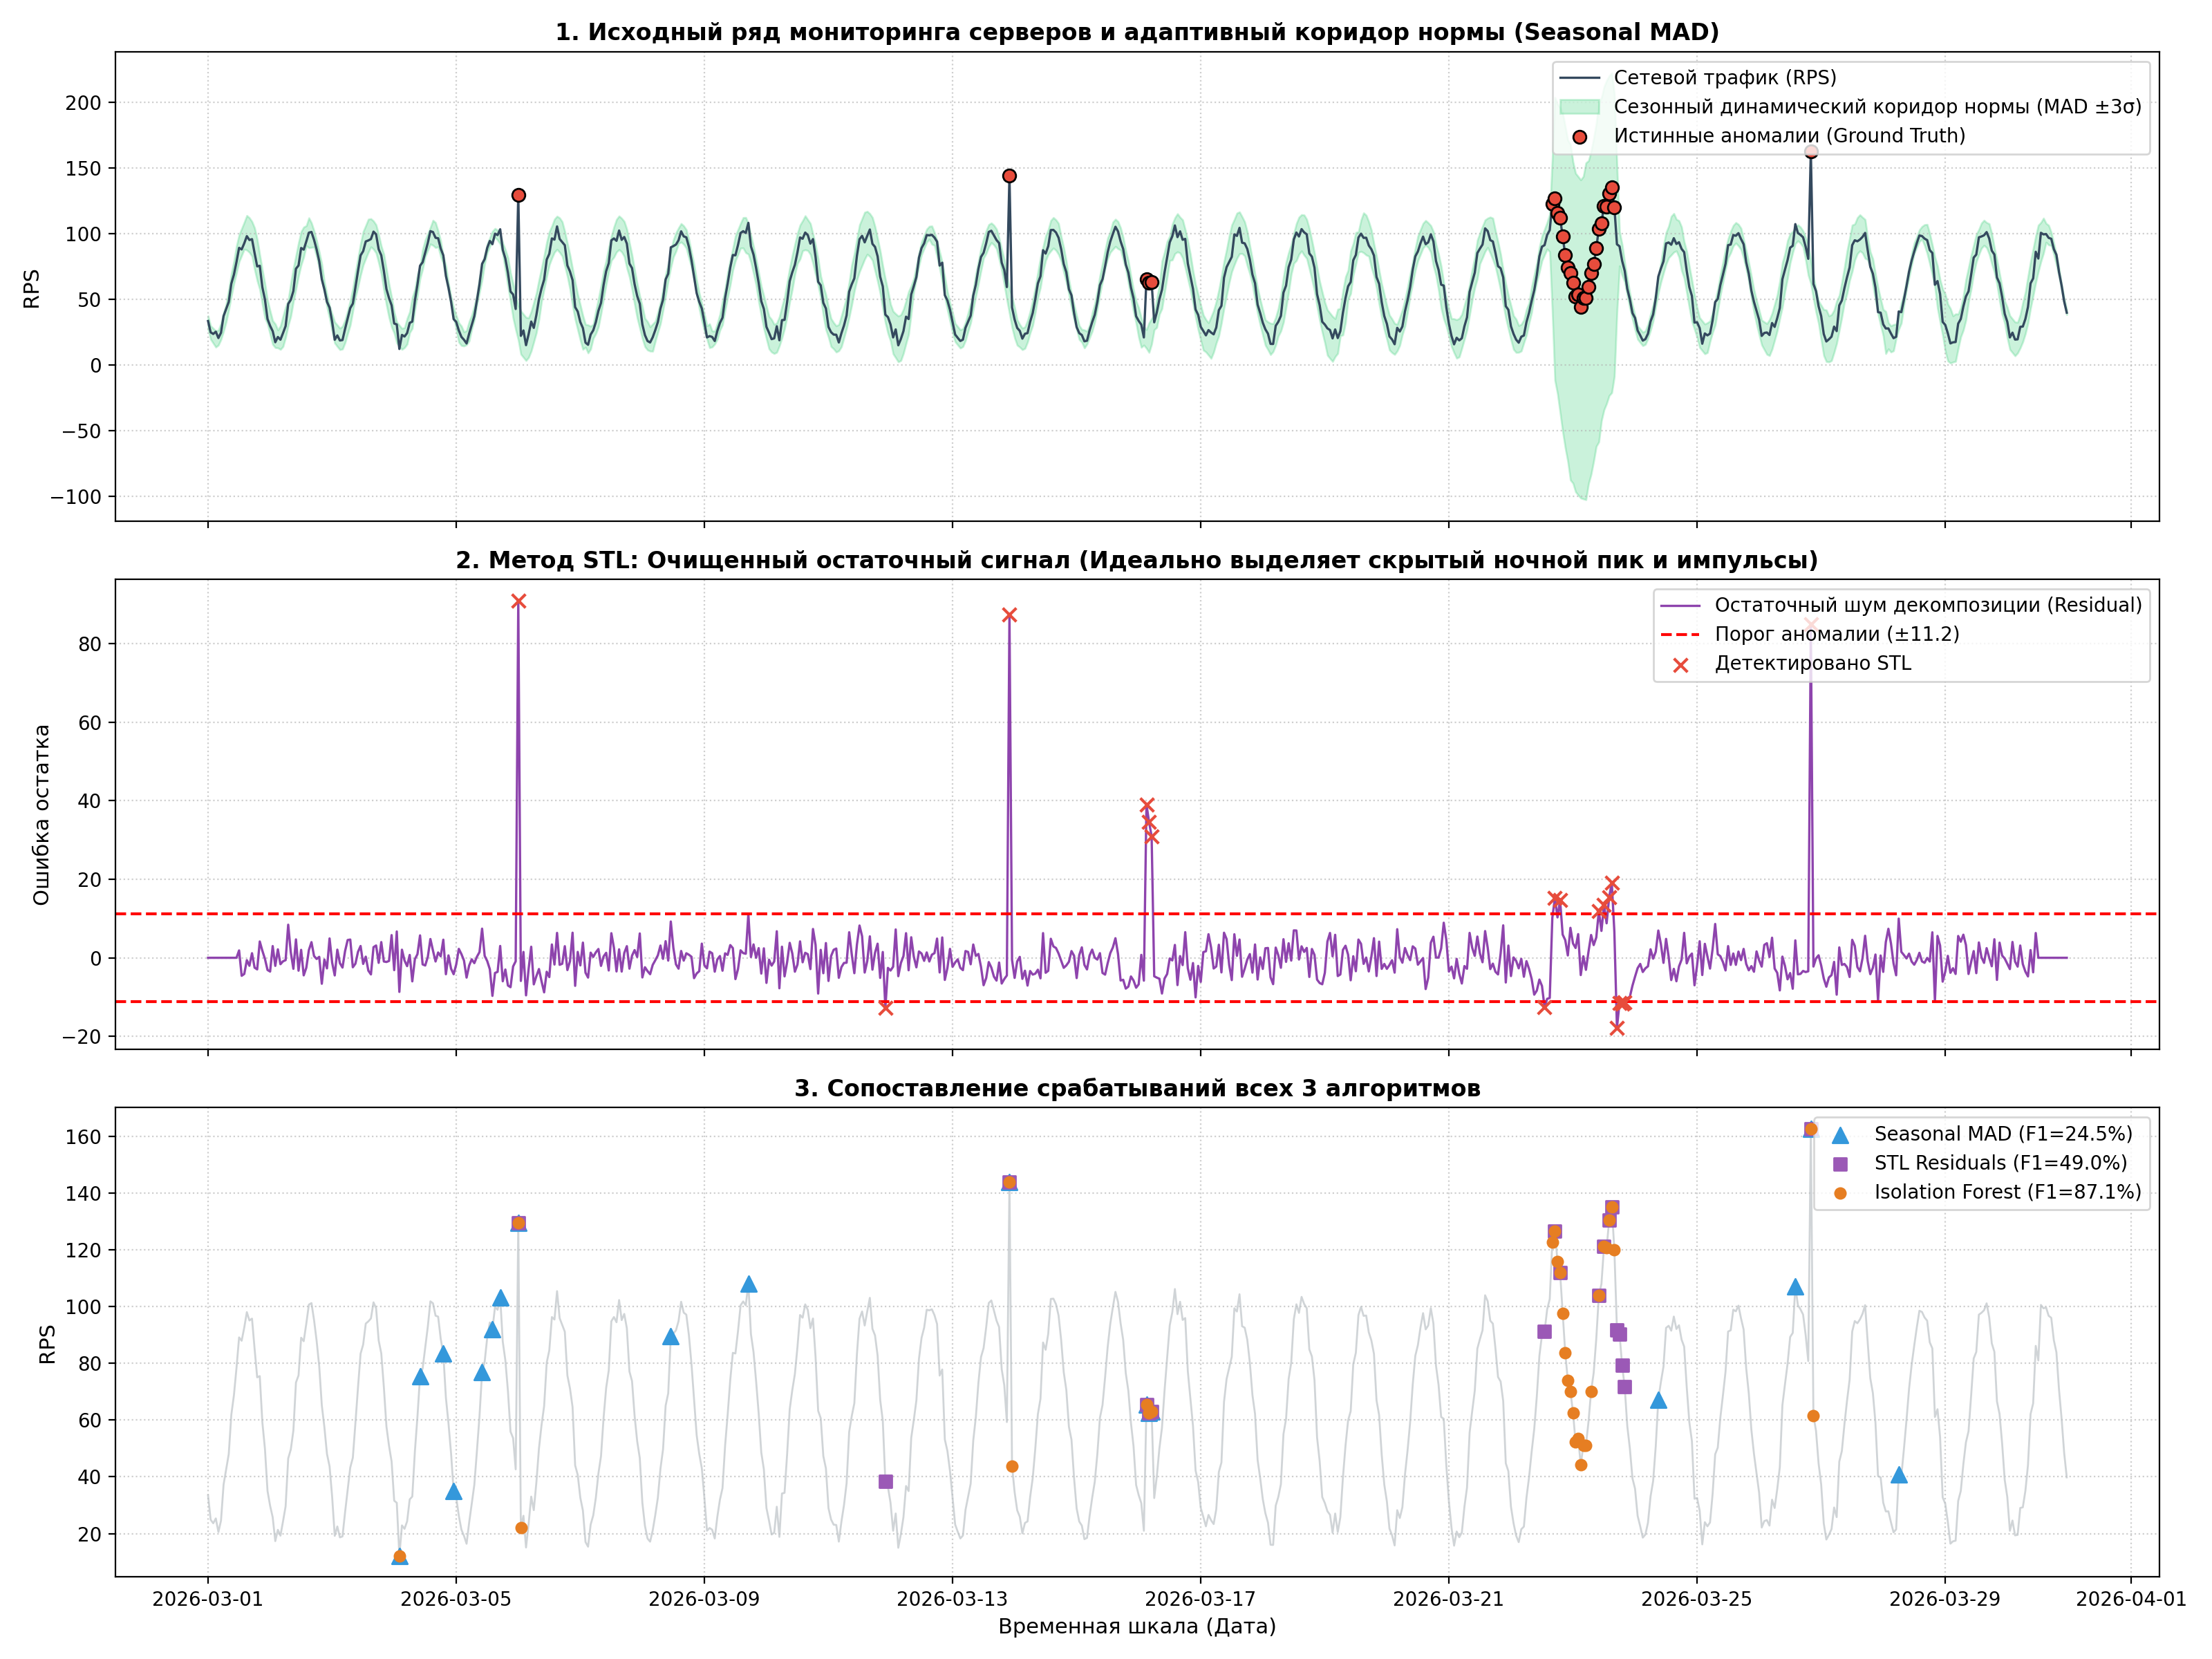 1. Исходный ряд мониторинга серверов и адаптивный коридор нормы (Seasonal MAD)
Сетевой трафик (RPS)
Сезонный динамический коридор нормы (MAD ±3σ)
Истинные аномалии (Ground Truth)
RPS
200
150
100
50
0
−50
−100
2. Метод STL: Очищенный остаточный сигнал (Идеально выделяет скрытый ночной пик и импульсы)
Остаточный шум декомпозиции (Residual)
Порог аномалии (±11.2)
Детектировано STL
Ошибка остатка
80
60
40
20
0
−20
3. Сопоставление срабатываний всех 3 алгоритмов
Seasonal MAD (F1=24.5%)
STL Residuals (F1=49.0%)
Isolation Forest (F1=87.1%)
RPS
160
140
120
100
80
60
40
20
2026-03-01 2026-03-05 2026-03-09 2026-03-13 2026-03-17 2026-03-21 2026-03-25 2026-03-29 2026-04-01
Временная шкала (Дата)